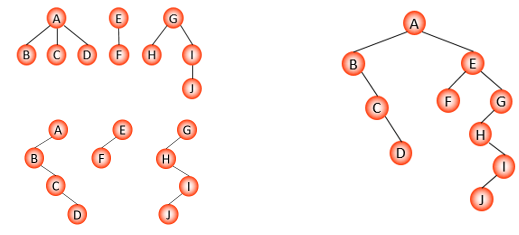 A E G
B C D F H I
J
A E G
B F H
C I
D J
A
B E
C F G
D H
I
J